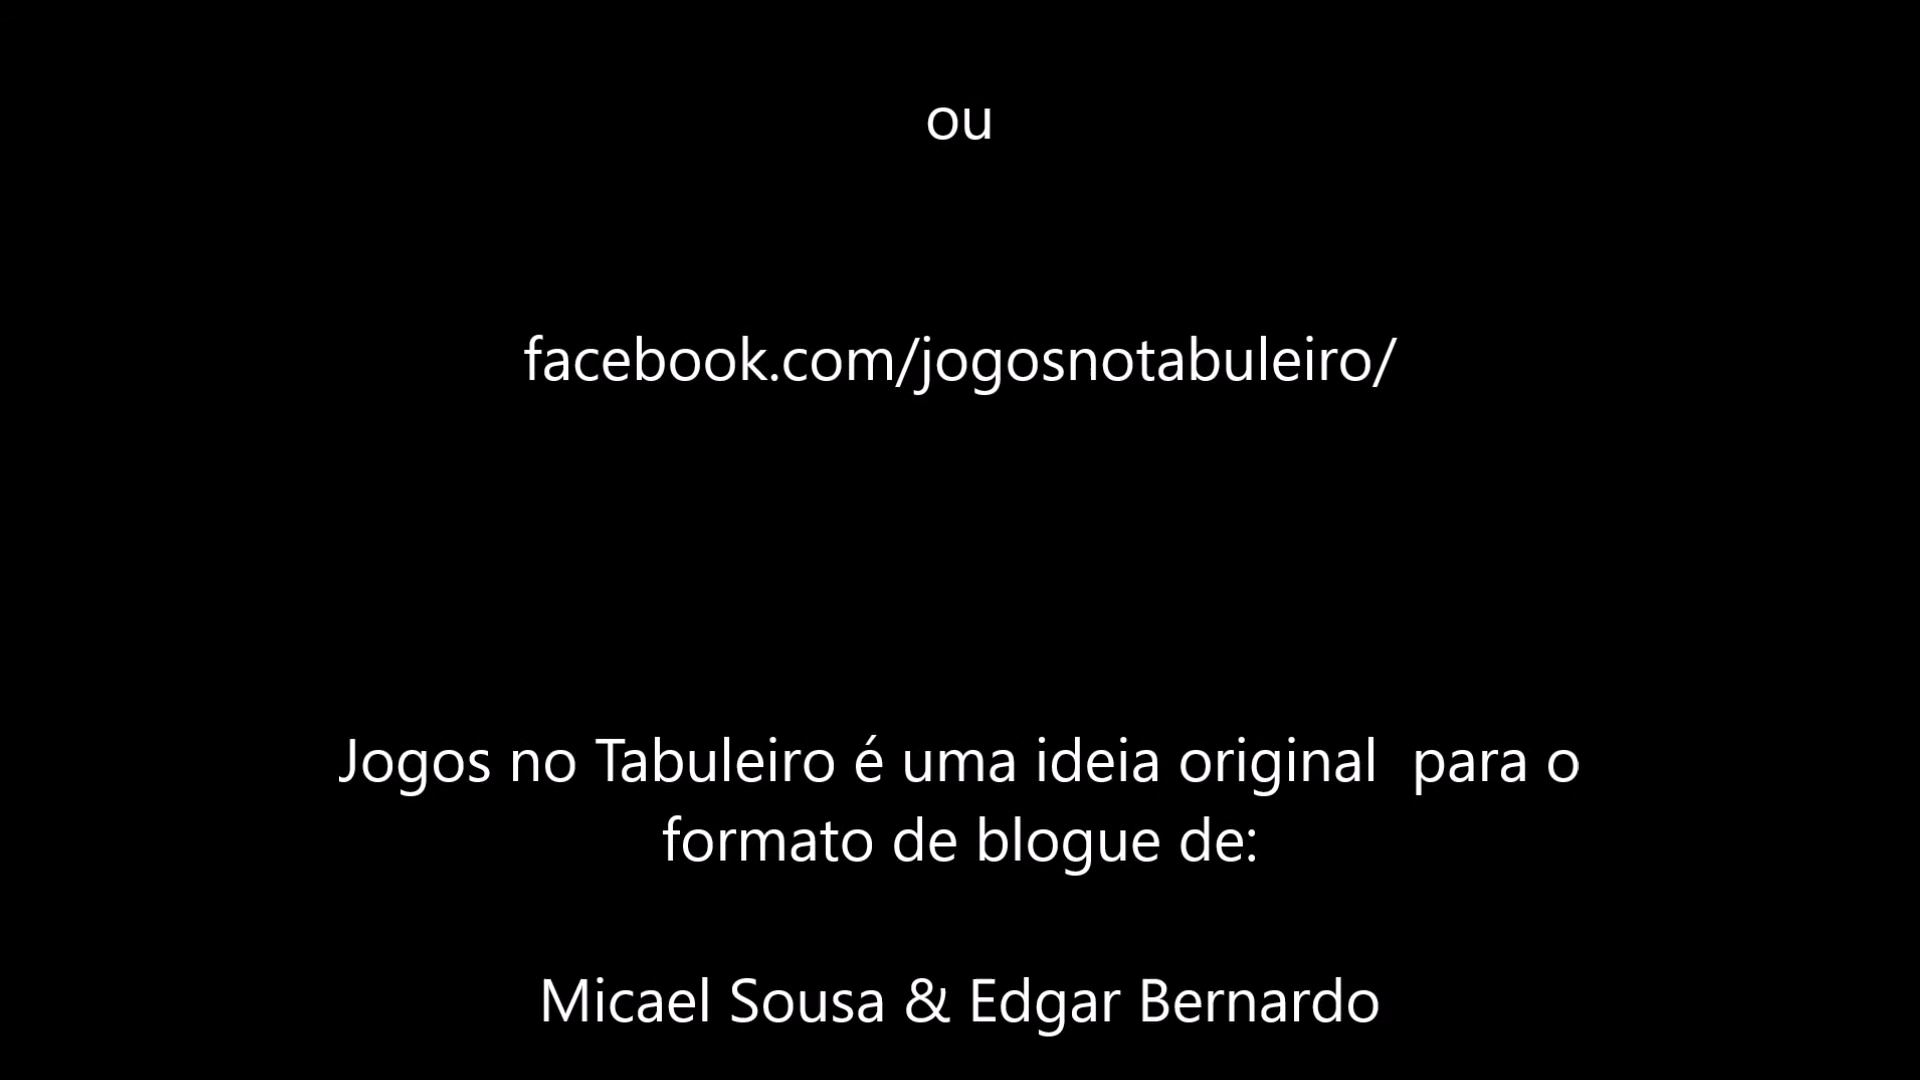 ou
facebook.com/jogosnotabuleiro/
Jogos no Tabuleiro é uma ideia original  para o
formato de blogue de:
Micael Sousa & Edgar Bernardo